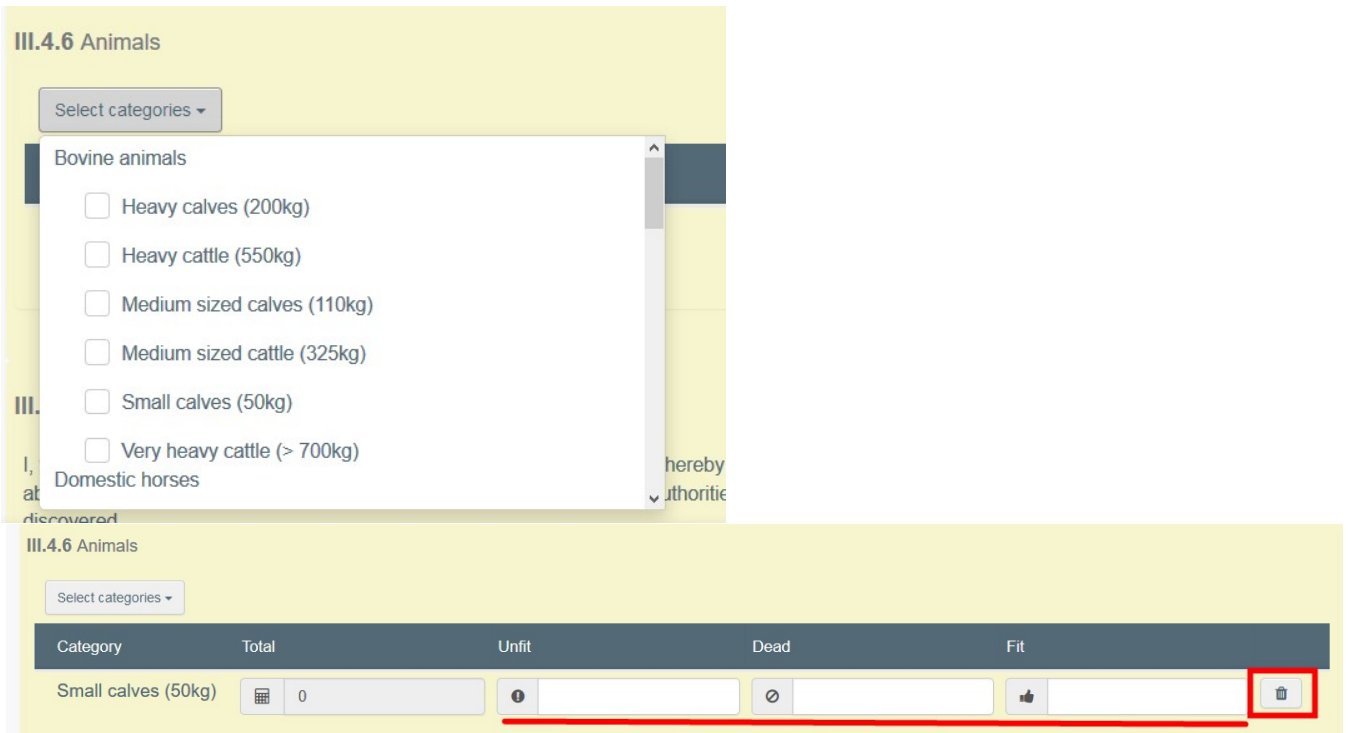 III.4.6 Animals
Select categories
Bovine animals
Heavy calves (200kg)
Heavy cattle (550kg)
Medium sized calves (110kg)
Medium sized cattle (325kg)
Small calves (50kg)
III.
Very heavy cattle (> 700kg)
I, hereby
Domestic horses
ab uthoritie
discovered
III.4.6 Animals
Select categories
Category Total Unfit Dead Fit
Small calves (50kg) 0